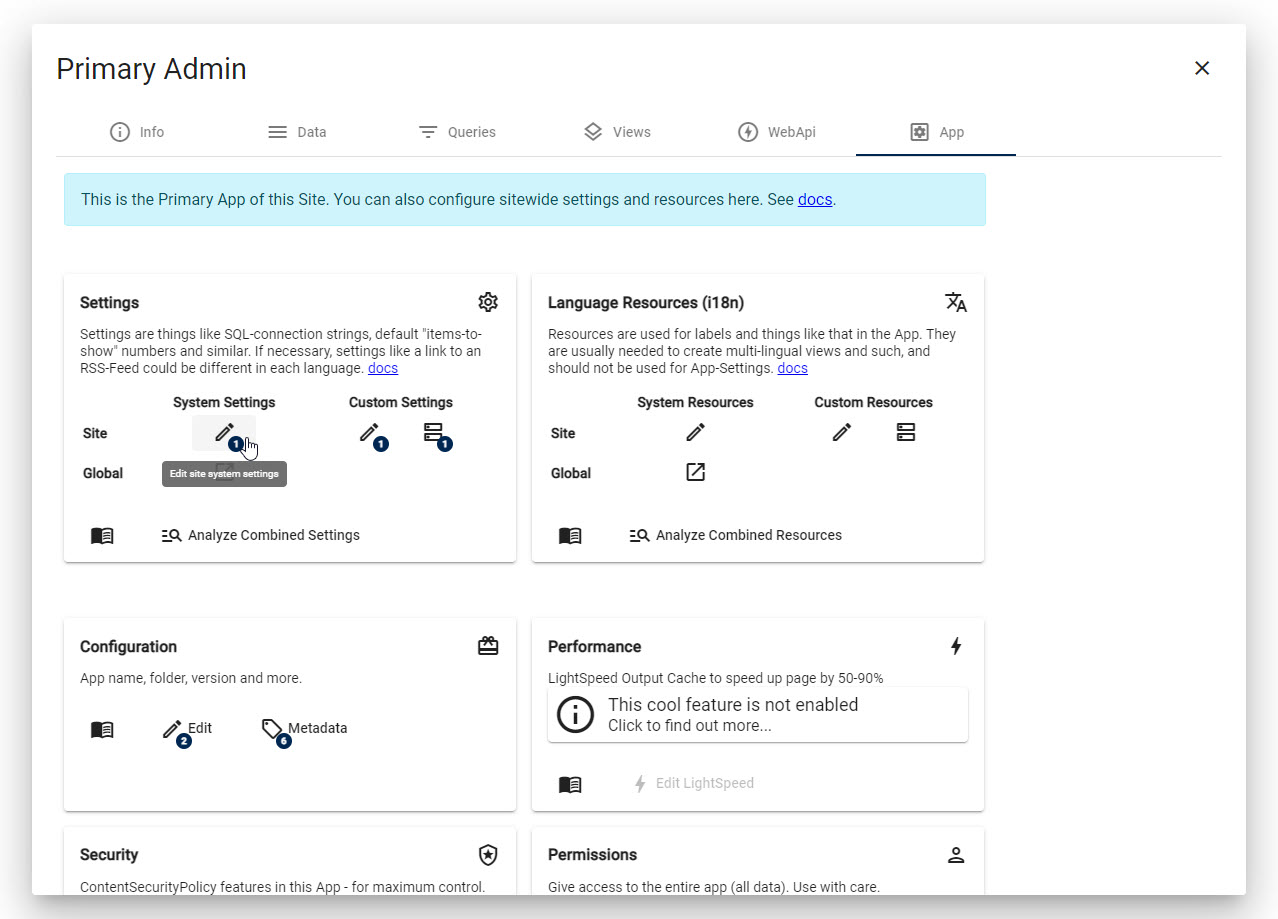 Primary Admin
Info
Data
Queries
Views
WebApi
App
This is the Primary App of this Site. You can also configure sitewide settings and resources here. See docs.
Settings
Settings are things like SQL-connection strings, default "items-to-
show" numbers and similar. If necessary, settings like a link to an
RSS-Feed could be different in each language. docs
System Settings Custom Settings
Site 1 1 1
Global
Edit site system settings
Analyze Combined Settings
Language Resources (i18n)
Resources are used for labels and things like that in the App. They
are usually needed to create multi-lingual views and such, and
should not be used for App-Settings. docs
System Resources Custom Resources
Site
Global
Analyze Combined Resources
Configuration
App name, folder, version and more.
Edit 2 Metadata 6
Performance
LightSpeed Output Cache to speed up page by 50-90%
This cool feature is not enabled
Click to find out more...
Edit LightSpeed
Security
ContentSecurityPolicy features in this App - for maximum control.
Permissions
Give access to the entire app (all data). Use with care.